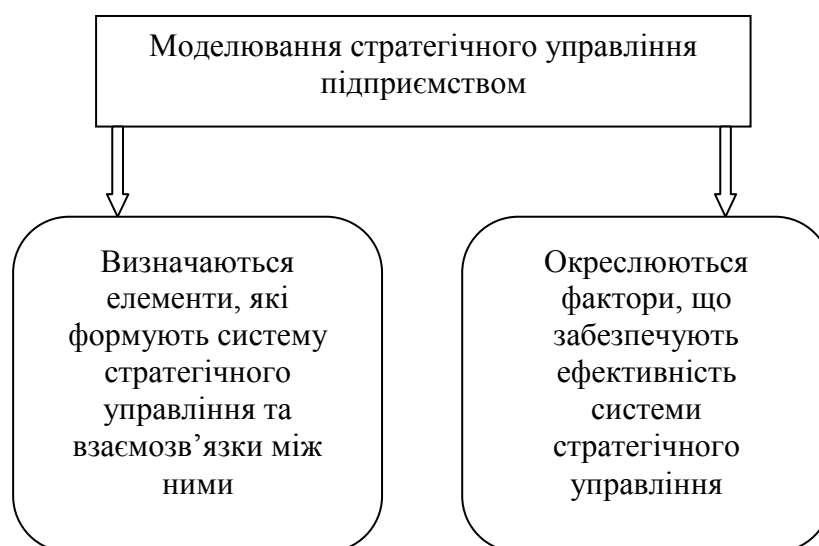 Моделювання стратегічного управління
підприємством
Визначаються
елементи, які
формують систему
стратегічного
управління та
взаємозв’язки між
ними
Окреслюються
фактори, що
забезпечують
ефективність
системи
стратегічного
управління